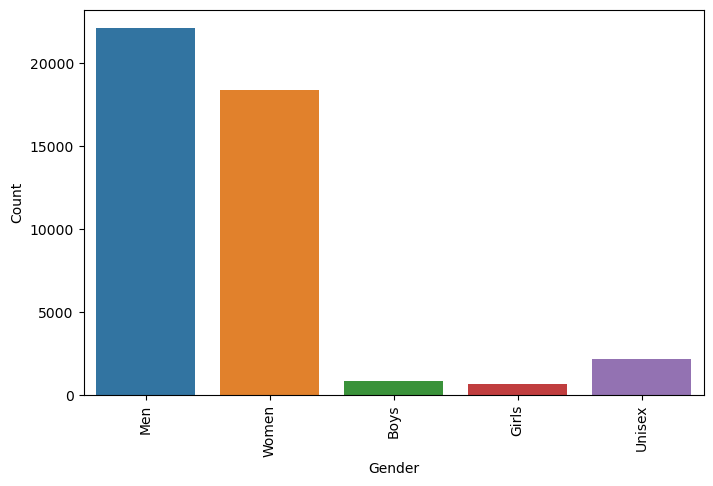 20000
15000
10000
5000
0
Count
Men
Women
Boys
Girls
Unisex
Gender